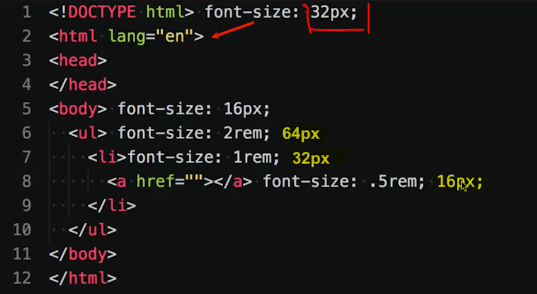 1 <!DOCTYPE html> font-size: 32px;
2 <html lang="en">
3 <head>
4 </head>
5 <body> font-size: 16px;
6 <ul> font-size: 2rem; 64px
7 <li>font-size: 1rem; 32px
8 <a href=""></a> font-size: .5rem; 16px;
9 </li>
10 </ul>
11 </body>
12 </html>